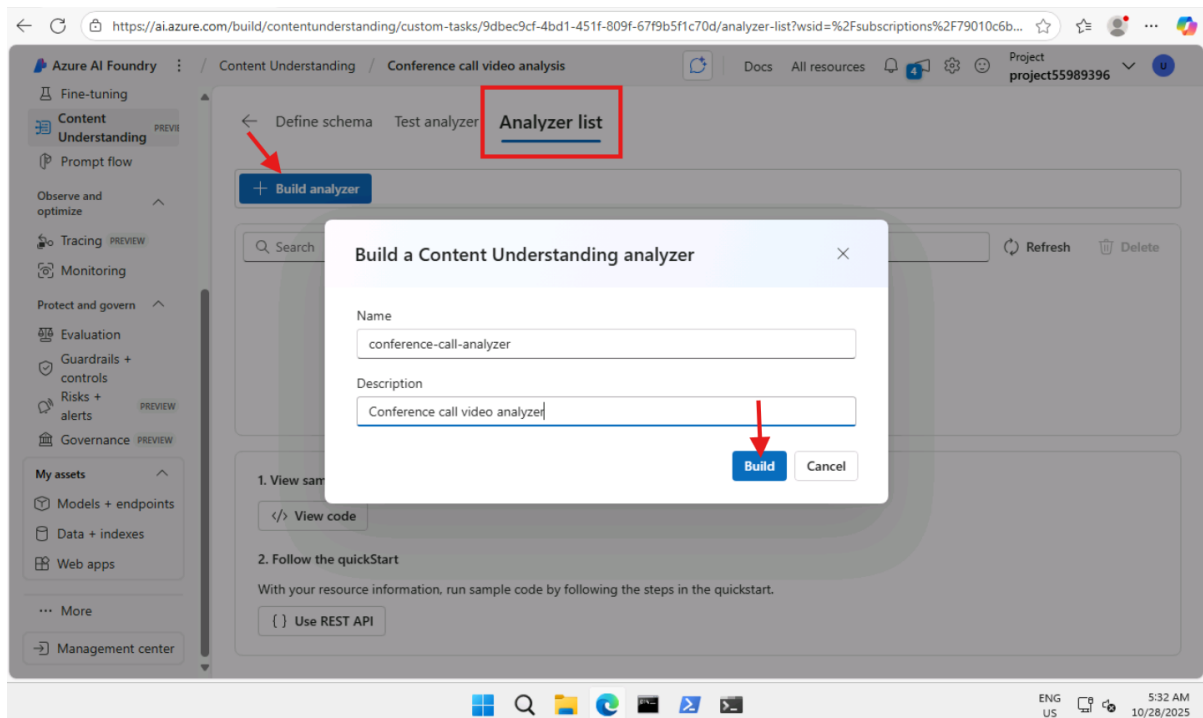 https://ai.azure.com/build/contentunderstanding/custom-tasks/9dbec9cf-4bd1-451f-809f-67f9b5f1c70d/analyzer-list?wsid=%2Fsubscriptions%2F79010c6b...
Azure AI Foundry / Content Understanding / Conference call video analysis
4
Docs All resources
Project
project55989396
U
Fine-tuning
Content
Understanding PREVIE
Prompt flow
Observe and
optimize
Tracing PREVIEW
Monitoring
Protect and govern
Evaluation
Guardrails +
controls
Risks +
alerts PREVIEW
Governance PREVIEW
My assets
Models + endpoints
Data + indexes
Web apps
More
Management center
Define schema Test analyzer Analyzer list
+ Build analyzer
Search
Refresh Delete
Build a Content Understanding analyzer
Name
conference-call-analyzer
Description
Conference call video analyzer
Build Cancel
1. View sam
</> View code
2. Follow the quickStart
With your resource information, run sample code by following the steps in the quickstart.
{ } Use REST API
ENG
US
5:32 AM
10/28/2025